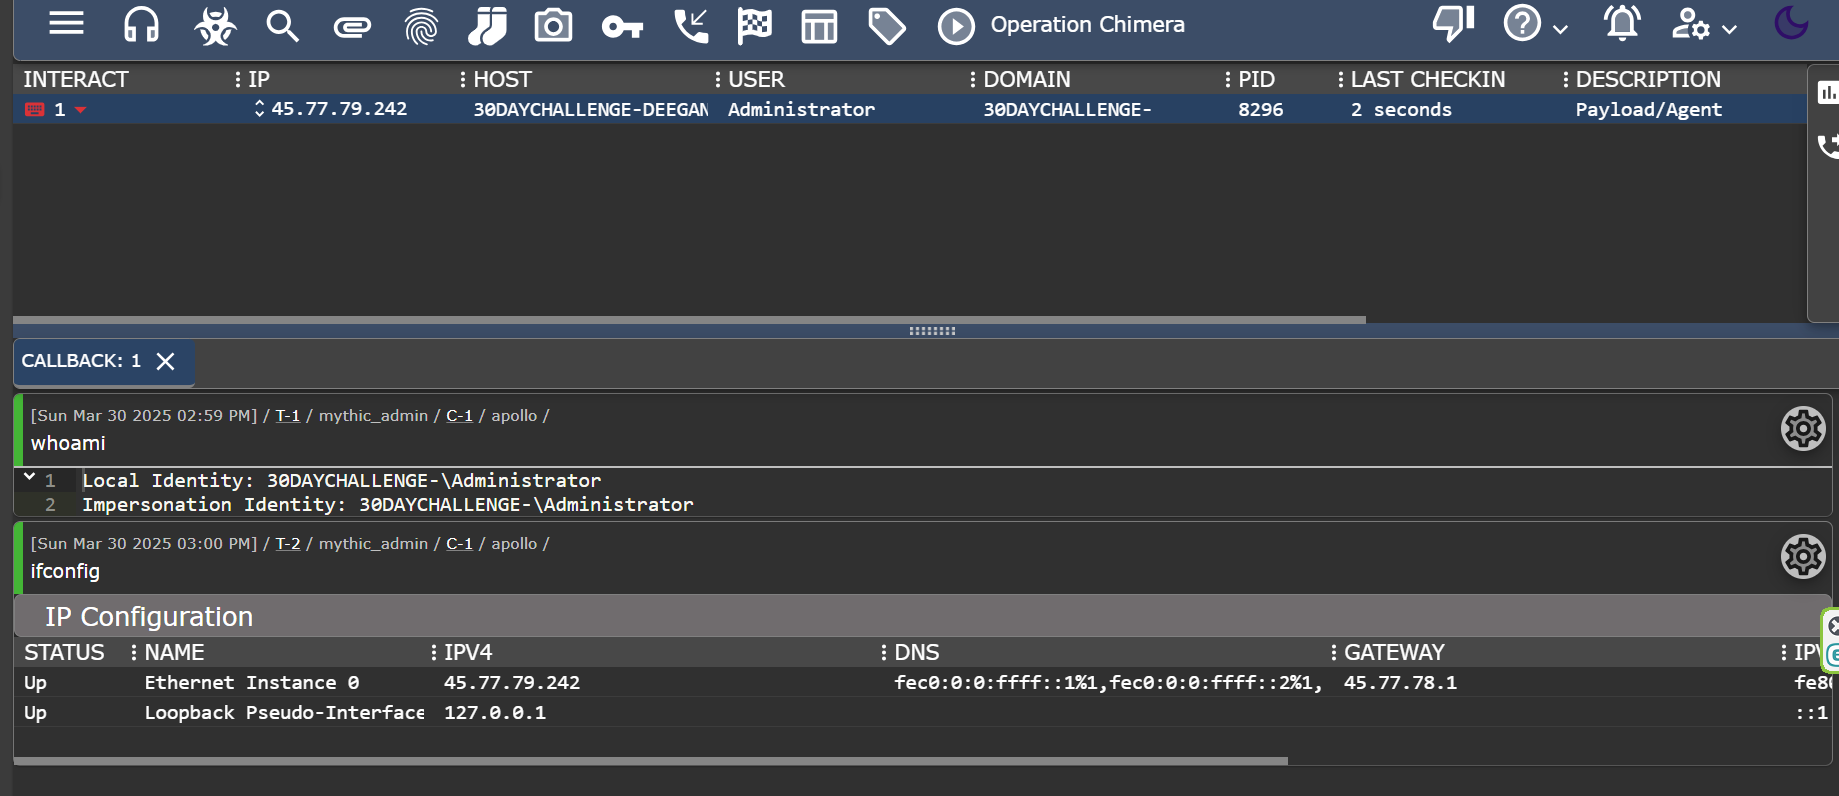 Operation Chimera
INTERACT IP HOST USER DOMAIN PID LAST CHECKIN DESCRIPTION
1 45.77.79.242 30DAYCHALLENGE-DEEGAN Administrator 30DAYCHALLENGE- 8296 2 seconds Payload/Agent
CALLBACK: 1
[Sun Mar 30 2025 02:59 PM] / T-1 / mythic_admin / C-1 / apollo /
whoami
1 Local Identity: 30DAYCHALLENGE-\Administrator
2 Impersonation Identity: 30DAYCHALLENGE-\Administrator
[Sun Mar 30 2025 03:00 PM] / T-2 / mythic_admin / C-1 / apollo /
ifconfig
IP Configuration
STATUS NAME IPV4 DNS GATEWAY IPV
Up Ethernet Instance 0 45.77.79.242 fec0:0:0:ffff::1%1,fec0:0:0:ffff::2%1, 45.77.78.1 fe80
Up Loopback Pseudo-Interface 127.0.0.1 ::1